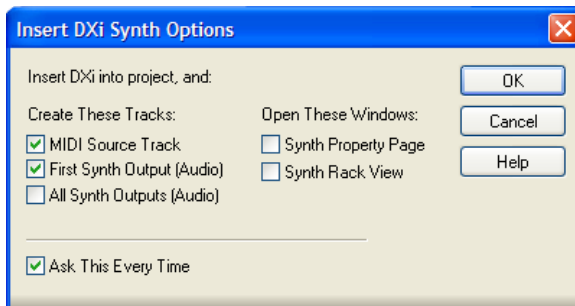 Insert DXi Synth Options
Insert DXi into project, and:
Create These Tracks:
MIDI Source Track
First Synth Output (Audio)
All Synth Outputs (Audio)
Open These Windows:
Synth Property Page
Synth Rack View
OK
Cancel
Help
Ask This Every Time